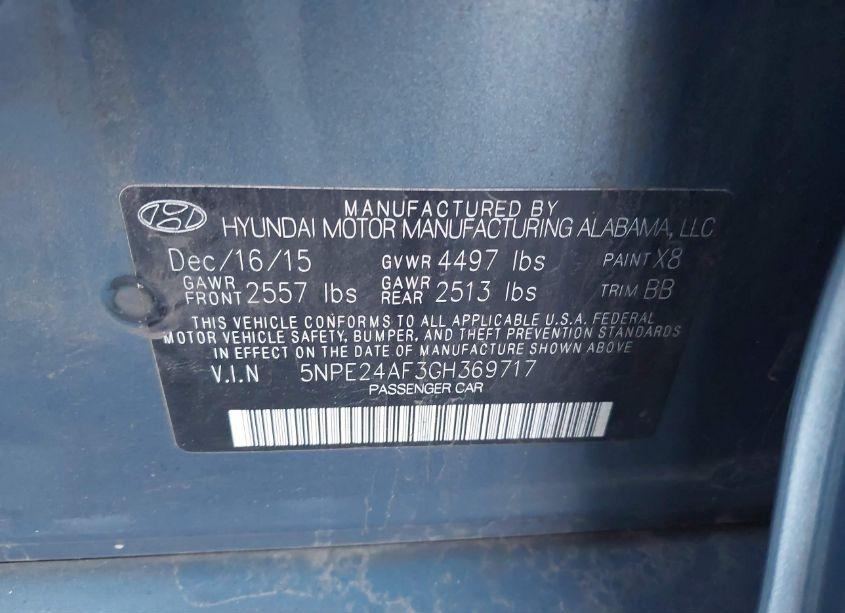 MANUFACTURED BY
HYUNDAI MOTOR MANUFACTURING ALABAMA, LLC
Dec/16/15 GVWR 4497 lbs PAINT X8
GAWR FRONT 2557 lbs GAWR REAR 2513 lbs TRIM BB
THIS VEHICLE CONFORMS TO ALL APPLICABLE U.S.A. FEDERAL
MOTOR VEHICLE SAFETY, BUMPER, AND THEFT PREVENTION STANDARDS
IN EFFECT ON THE DATE OF MANUFACTURE SHOWN ABOVE
V.I.N 5NPE24AF3GH369717
PASSENGER CAR